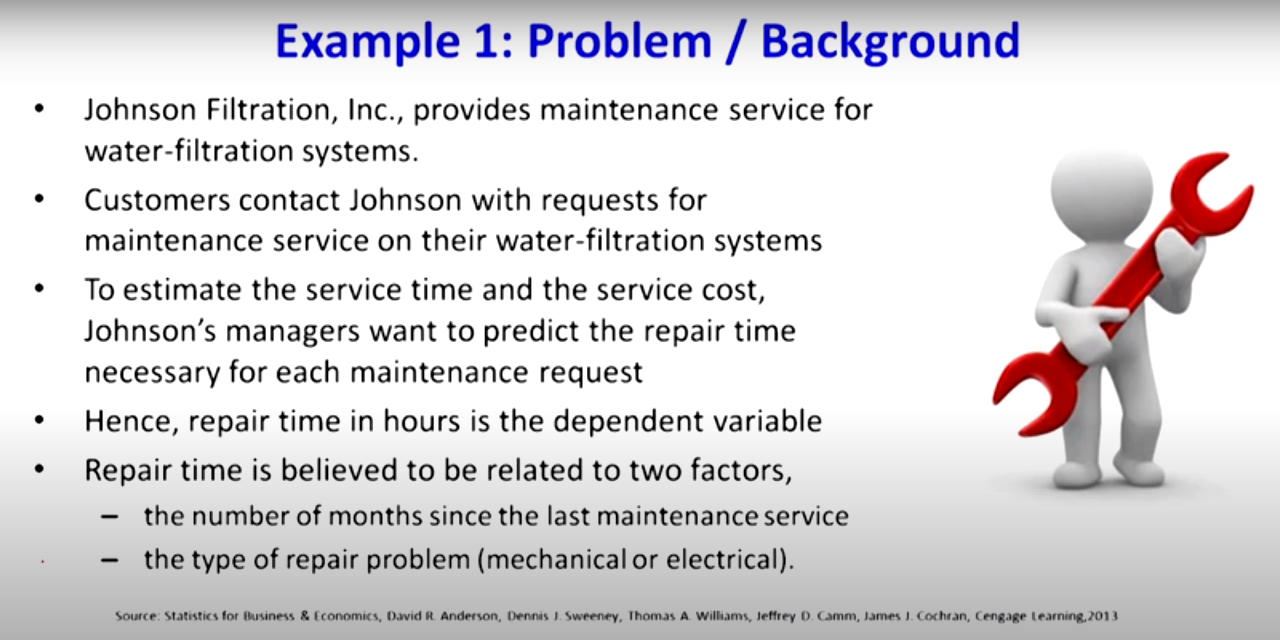 Example 1: Problem / Background
• Johnson Filtration, Inc., provides maintenance service for
water-filtration systems.
• Customers contact Johnson with requests for
maintenance service on their water-filtration systems
• To estimate the service time and the service cost,
Johnson's managers want to predict the repair time
necessary for each maintenance request
• Hence, repair time in hours is the dependent variable
• Repair time is believed to be related to two factors,
– the number of months since the last maintenance service
– the type of repair problem (mechanical or electrical).
Source: Statistics for Business & Economics, David R. Anderson, Dennis J. Sweeney, Thomas A. Williams, Jeffrey D. Camm, James J. Cochran, Cengage Learning,2013